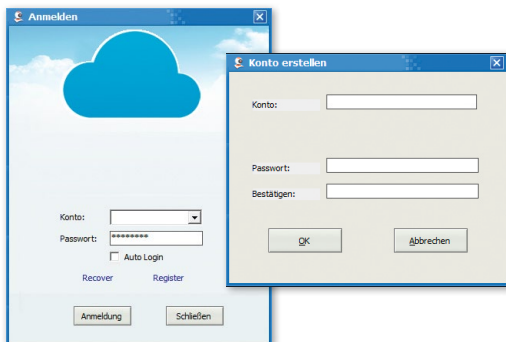 Anmelden
Konto:
Passwort: ********
Auto Login
Recover Register
Anmeldung Schließen
Konto erstellen
Konto:
Passwort:
Bestätigen:
OK Abbrechen